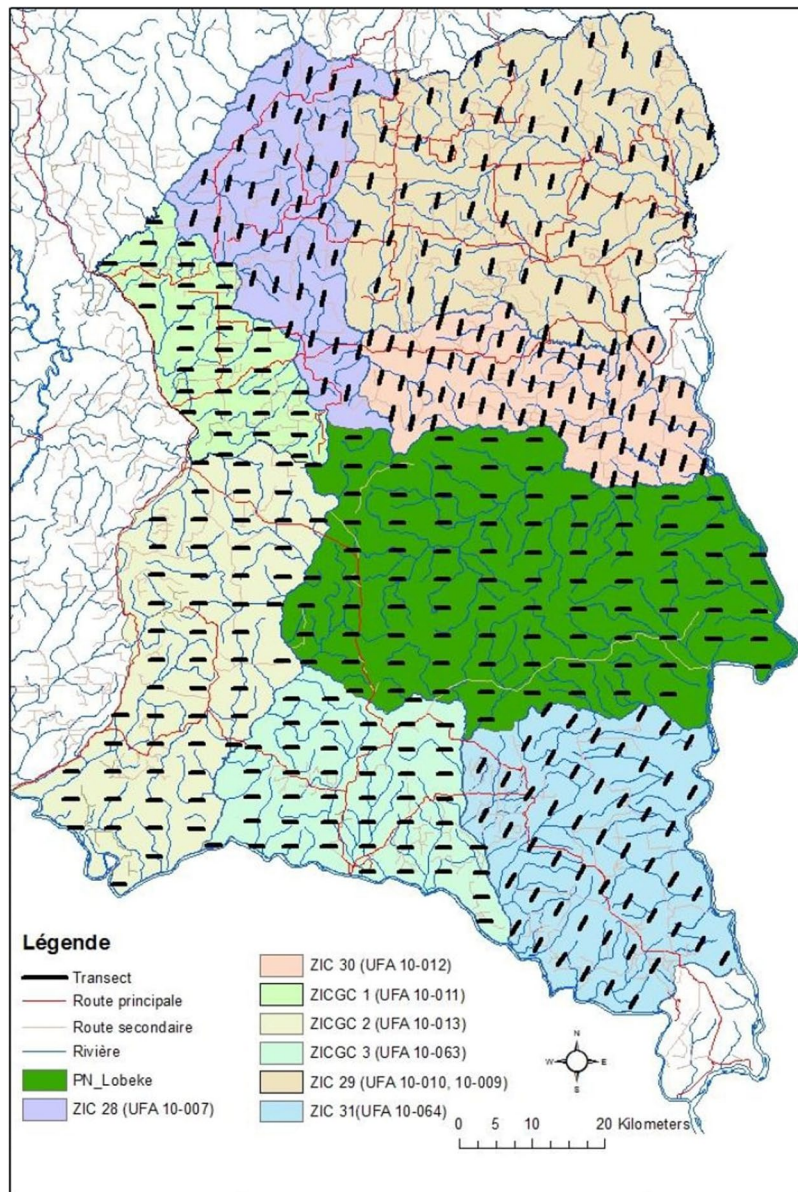 Légende
Transect
Route principale
Route secondaire
Rivière
PN_Lobeke
ZIC 28 (UFA 10-007)
ZIC 30 (UFA 10-012)
ZICGC 1 (UFA 10-011)
ZICGC 2 (UFA 10-013)
ZICGC 3 (UFA 10-063)
ZIC 29 (UFA 10-010, 10-009)
ZIC 31(UFA 10-064)
N
W E
S
0 5 10 20 Kilometers